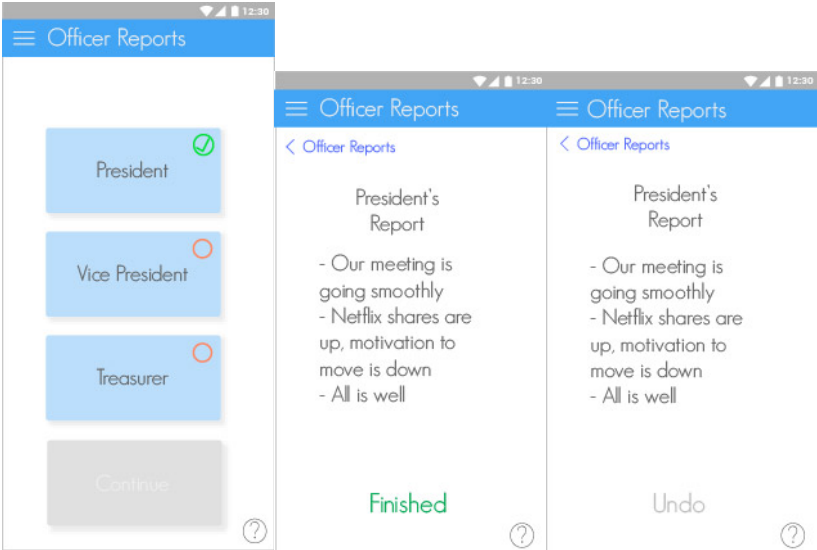 12:30
Officer Reports
President
Vice President
Treasurer
Continue
?
12:30
Officer Reports
< Officer Reports
President's
Report
- Our meeting is
going smoothly
- Netflix shares are
up, motivation to
move is down
- All is well
Finished
?
12:30
Officer Reports
< Officer Reports
President's
Report
- Our meeting is
going smoothly
- Netflix shares are
up, motivation to
move is down
- All is well
Undo
?